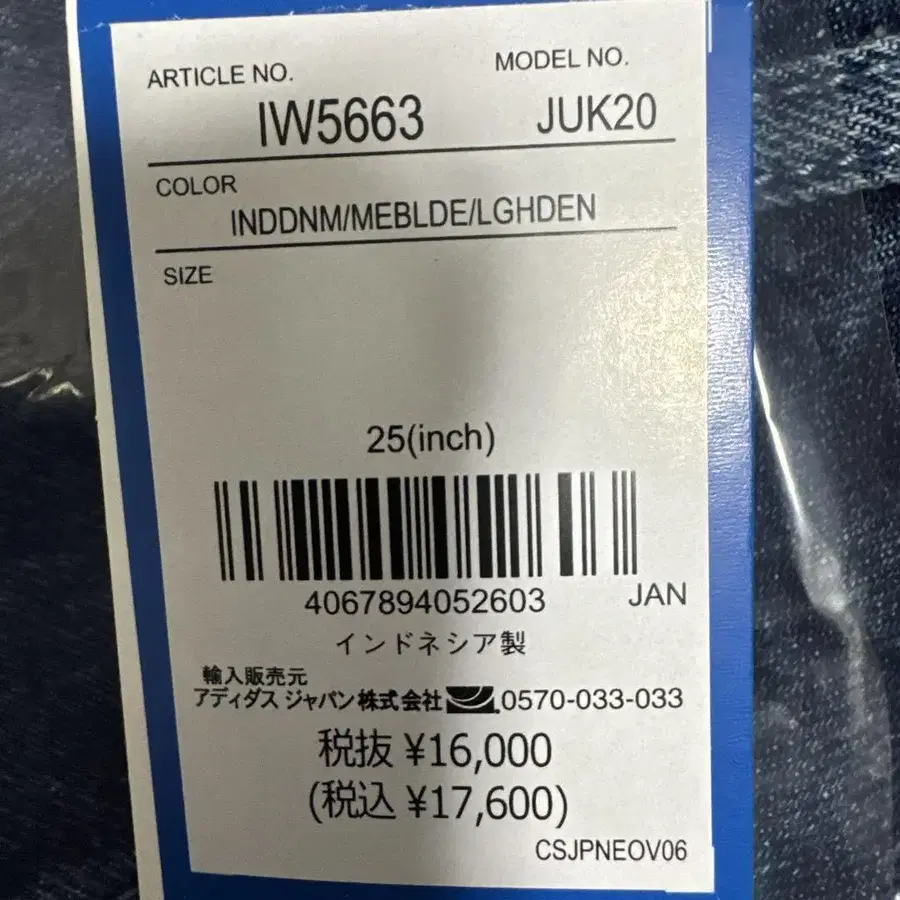 ARTICLE NO. MODEL NO.
IW5663 JUK20
COLOR
INDDNM/MEBLDE/LGHDEN
SIZE
25(inch)
4067894052603 JAN
インドネシア製
輸入販売元
アディダス ジャパン株式会社 0570-033-033
税抜 ¥16,000
(税込 ¥17,600)
CSJPNEOV06